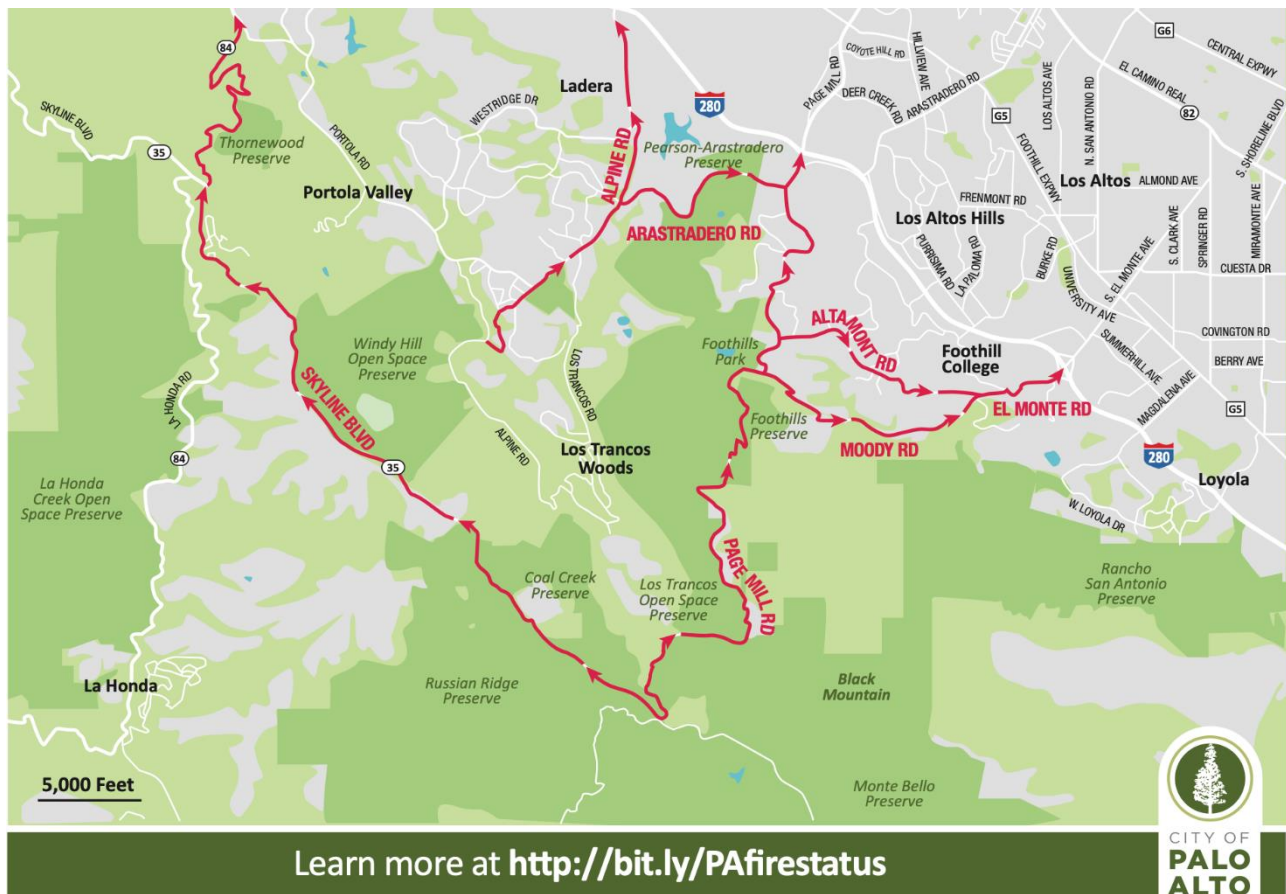 84
Ladera
280
PAGE MILL RD
COYOTE HILL RD
HILLVIEW AVE
DEER CREEK RD
ARASTRADERO RD
G5
LOS ALTOS AVE
N. SAN ANTONIO RD
EL CAMINO REAL
G6
CENTRAL EXPWY
82
S. SHORELINE BLVD
SKYLINE BLVD
35
Thornewood
Preserve
PORTOLA RD
WESTRIDGE DR
Portola Valley
ALPINE RD
Pearson-Arastradero
Preserve
ARASTRADERO RD
FOOTHILL EXPWY
Los Altos
ALMOND AVE
FRENMONT RD
Los Altos Hills
PURRISIMA RD
LA PALOMA RD
BURKE RD
UNIVERSITY AVE
S. EL MONTE AVE
S. CLARK AVE
SPRINGER RD
MIRAMONTE AVE
CUESTA DR
COVINGTON RD
BERRY AVE
SUMMERHILL AVE
MAGDALENA AVE
G5
Windy Hill
Open Space
Preserve
LOS TRANCOS RD
Foothills
Park
ALTAMONT RD
Foothill
College
EL MONTE RD
MOODY RD
Foothills
Preserve
280
Loyola
W. LOYOLA DR
LA HONDA RD
SKYLINE BLVD
35
ALPINE RD
Los Trancos
Woods
84
La Honda
Creek Open
Space Preserve
Coal Creek
Preserve
Los Trancos
Open Space
Preserve
PAGE MILL RD
Rancho
San Antonio
Preserve
Russian Ridge
Preserve
Black
Mountain
La Honda
Monte Bello
Preserve
5,000 Feet
Learn more at http://bit.ly/PAfirestatus
CITY OF
PALO
ALTO